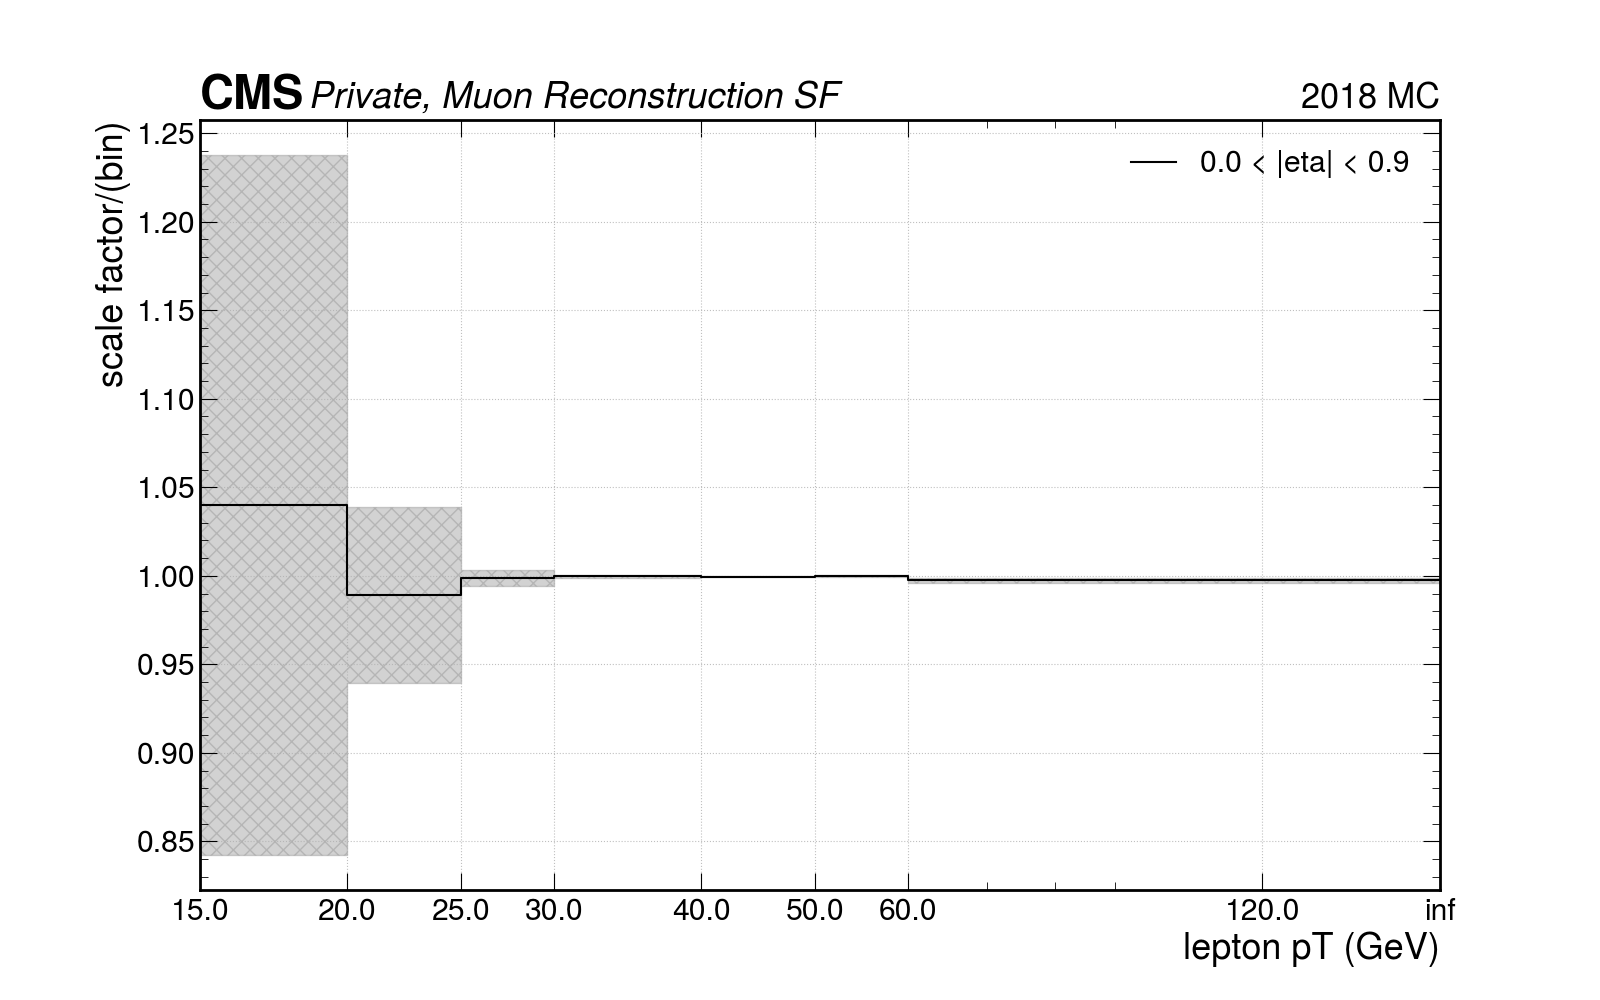 CMS Private, Muon Reconstruction SF
2018 MC
scale factor/(bin)
1.25
1.20
1.15
1.10
1.05
1.00
0.95
0.90
0.85
0.0 < |eta| < 0.9
15.0 20.0 25.0 30.0 40.0 50.0 60.0 120.0 inf
lepton pT (GeV)